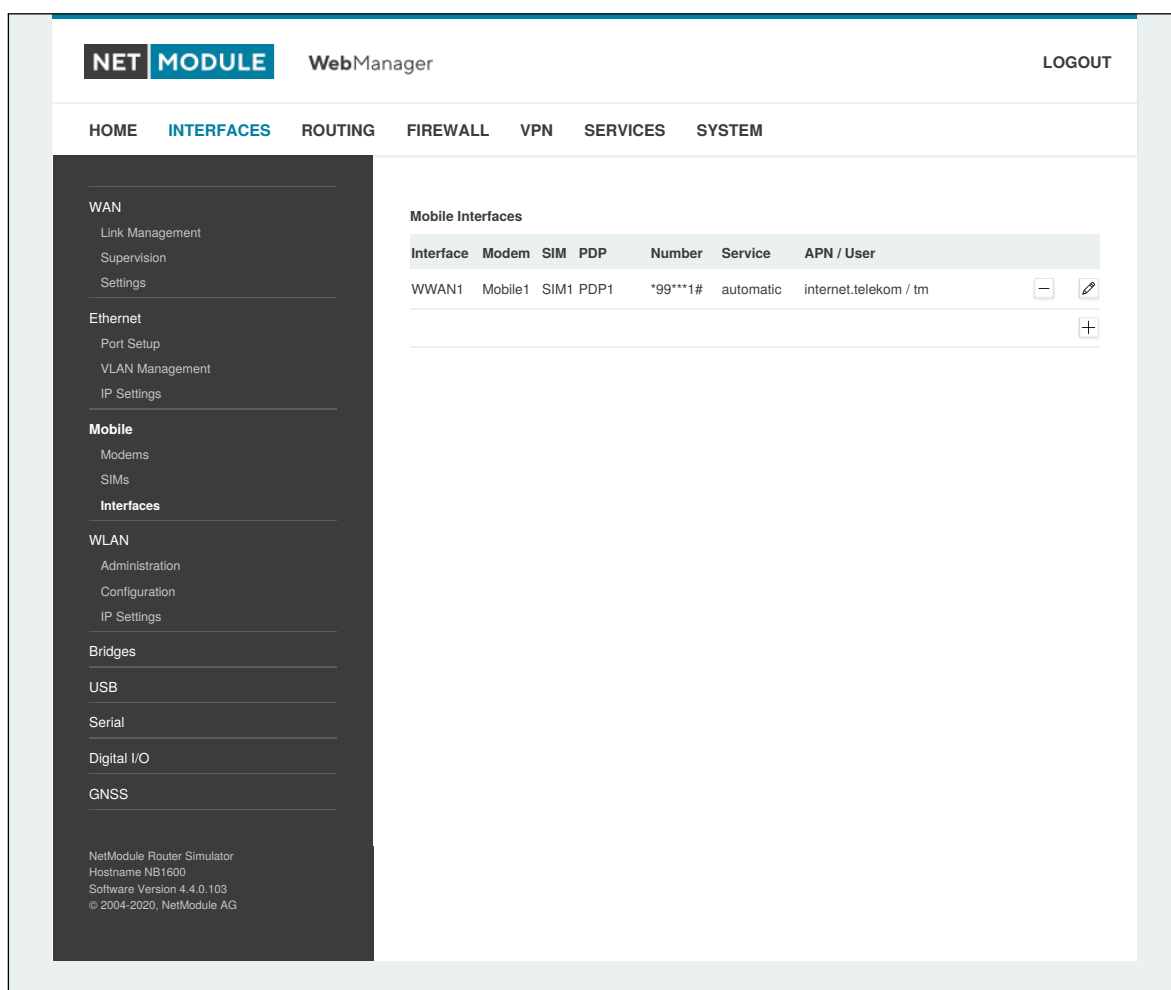 NET MODULE WebManager LOGOUT
HOME INTERFACES ROUTING FIREWALL VPN SERVICES SYSTEM
WAN
Link Management
Supervision
Settings
Ethernet
Port Setup
VLAN Management
IP Settings
Mobile
Modems
SIMs
Interfaces
WLAN
Administration
Configuration
IP Settings
Bridges
USB
Serial
Digital I/O
GNSS
NetModule Router Simulator
Hostname NB1600
Software Version 4.4.0.103
© 2004-2020, NetModule AG
Mobile Interfaces
Interface Modem SIM PDP Number Service APN / User
WWAN1 Mobile1 SIM1 PDP1 *99***1# automatic internet.telekom / tm